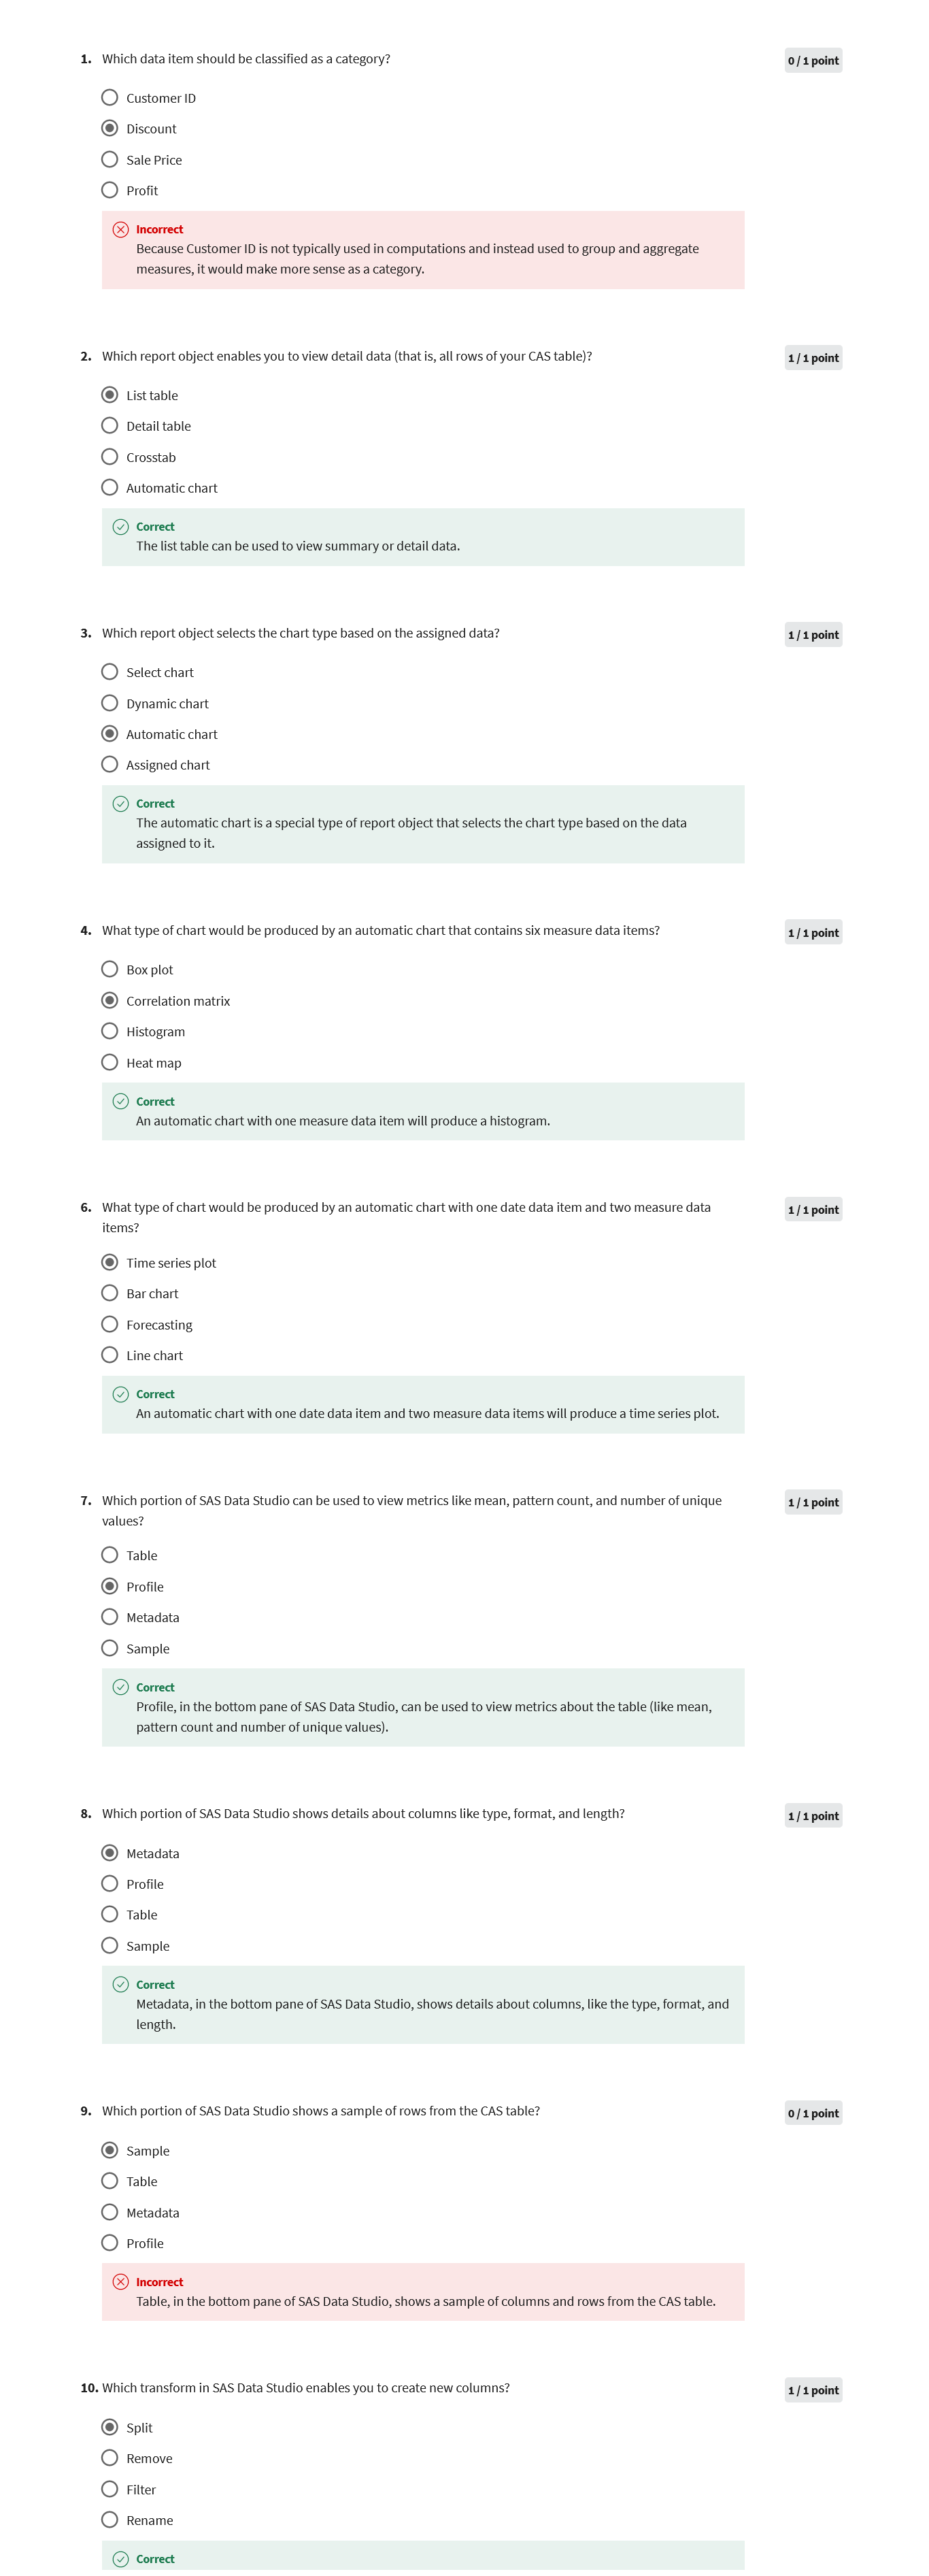 1. Which data item should be classified as a category?
0 / 1 point
Customer ID
Discount
Sale Price
Profit
Incorrect
Because Customer ID is not typically used in computations and instead used to group and aggregate
measures, it would make more sense as a category.
2. Which report object enables you to view detail data (that is, all rows of your CAS table)?
1 / 1 point
List table
Detail table
Crosstab
Automatic chart
Correct
The list table can be used to view summary or detail data.
3. Which report object selects the chart type based on the assigned data?
1 / 1 point
Select chart
Dynamic chart
Automatic chart
Assigned chart
Correct
The automatic chart is a special type of report object that selects the chart type based on the data
assigned to it.
4. What type of chart would be produced by an automatic chart that contains six measure data items?
1 / 1 point
Box plot
Correlation matrix
Histogram
Heat map
Correct
An automatic chart with one measure data item will produce a histogram.
6. What type of chart would be produced by an automatic chart with one date data item and two measure data
items?
1 / 1 point
Time series plot
Bar chart
Forecasting
Line chart
Correct
An automatic chart with one date data item and two measure data items will produce a time series plot.
7. Which portion of SAS Data Studio can be used to view metrics like mean, pattern count, and number of unique
values?
1 / 1 point
Table
Profile
Metadata
Sample
Correct
Profile, in the bottom pane of SAS Data Studio, can be used to view metrics about the table (like mean,
pattern count and number of unique values).
8. Which portion of SAS Data Studio shows details about columns like type, format, and length?
1 / 1 point
Metadata
Profile
Table
Sample
Correct
Metadata, in the bottom pane of SAS Data Studio, shows details about columns, like the type, format, and
length.
9. Which portion of SAS Data Studio shows a sample of rows from the CAS table?
0 / 1 point
Sample
Table
Metadata
Profile
Incorrect
Table, in the bottom pane of SAS Data Studio, shows a sample of columns and rows from the CAS table.
10. Which transform in SAS Data Studio enables you to create new columns?
1 / 1 point
Split
Remove
Filter
Rename
Correct